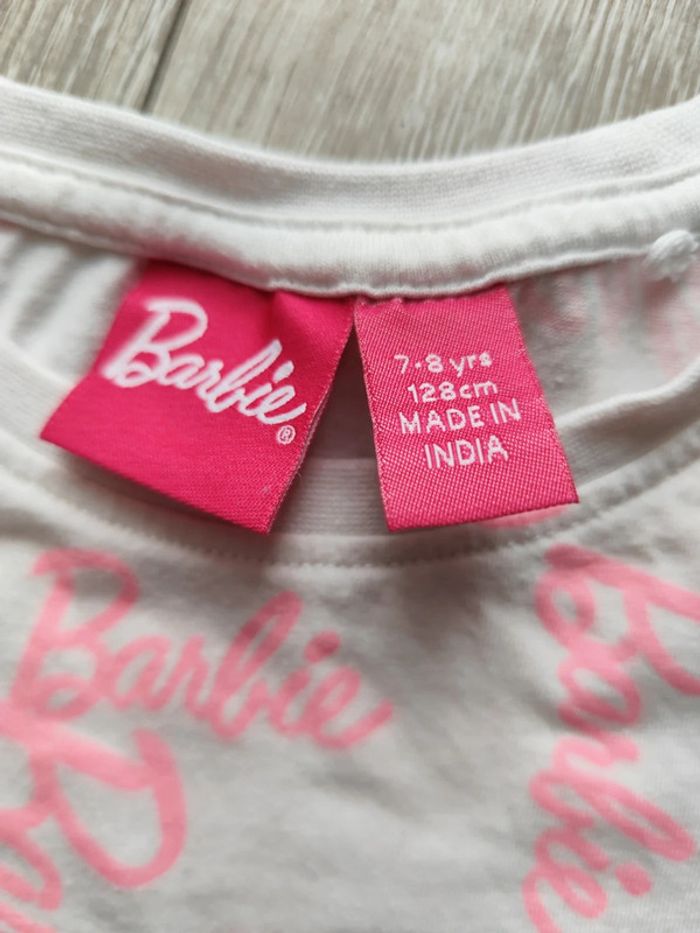 Barbie
®
7-8 yrs
128cm
MADE IN
INDIA
Barbie
Barbie